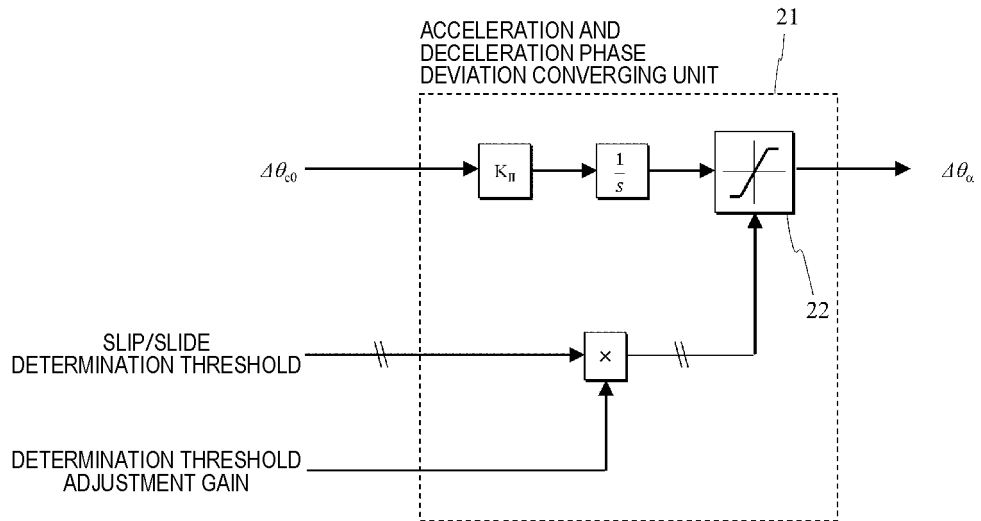 21
ACCELERATION AND
DECELERATION PHASE
DEVIATION CONVERGING UNIT
Δθc0
KII
1
s
Δθα
22
SLIP/SLIDE
DETERMINATION THRESHOLD
×
DETERMINATION THRESHOLD
ADJUSTMENT GAIN